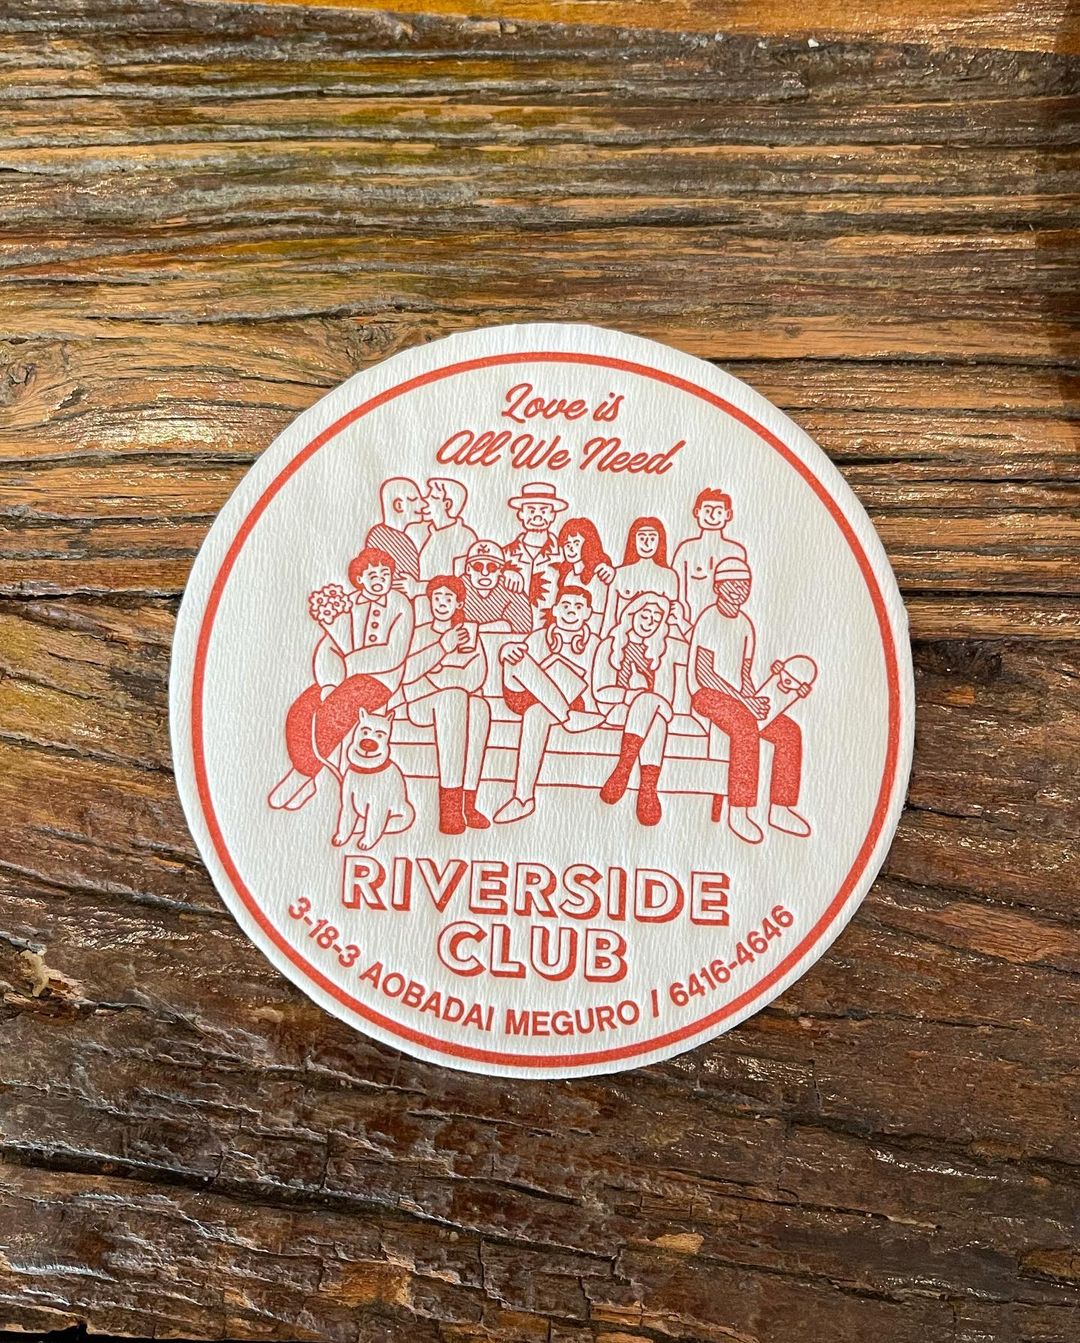 Love is
All We Need
RIVERSIDE
CLUB
3-18-3 AOBADAI MEGURO / 6416-4646